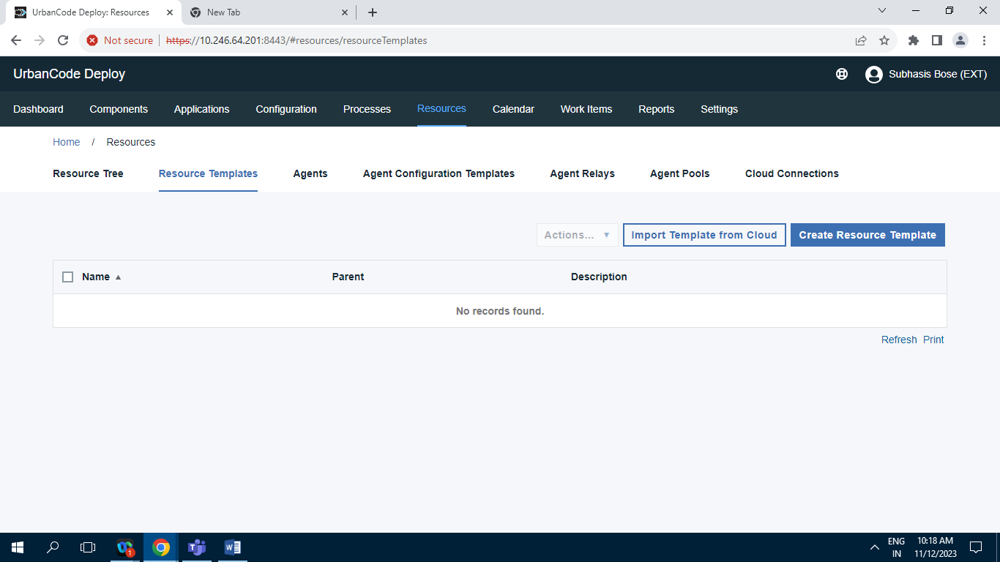 UrbanCode Deploy: Resources
New Tab
Not secure https://10.246.64.201:8443/#resources/resourceTemplates
UrbanCode Deploy
Subhasis Bose (EXT)
Dashboard Components Applications Configuration Processes Resources Calendar Work Items Reports Settings
Home / Resources
Resource Tree Resource Templates Agents Agent Configuration Templates Agent Relays Agent Pools Cloud Connections
Actions... Import Template from Cloud Create Resource Template
Name Parent Description
No records found.
Refresh Print
1
ENG
IN
10:18 AM
11/12/2023